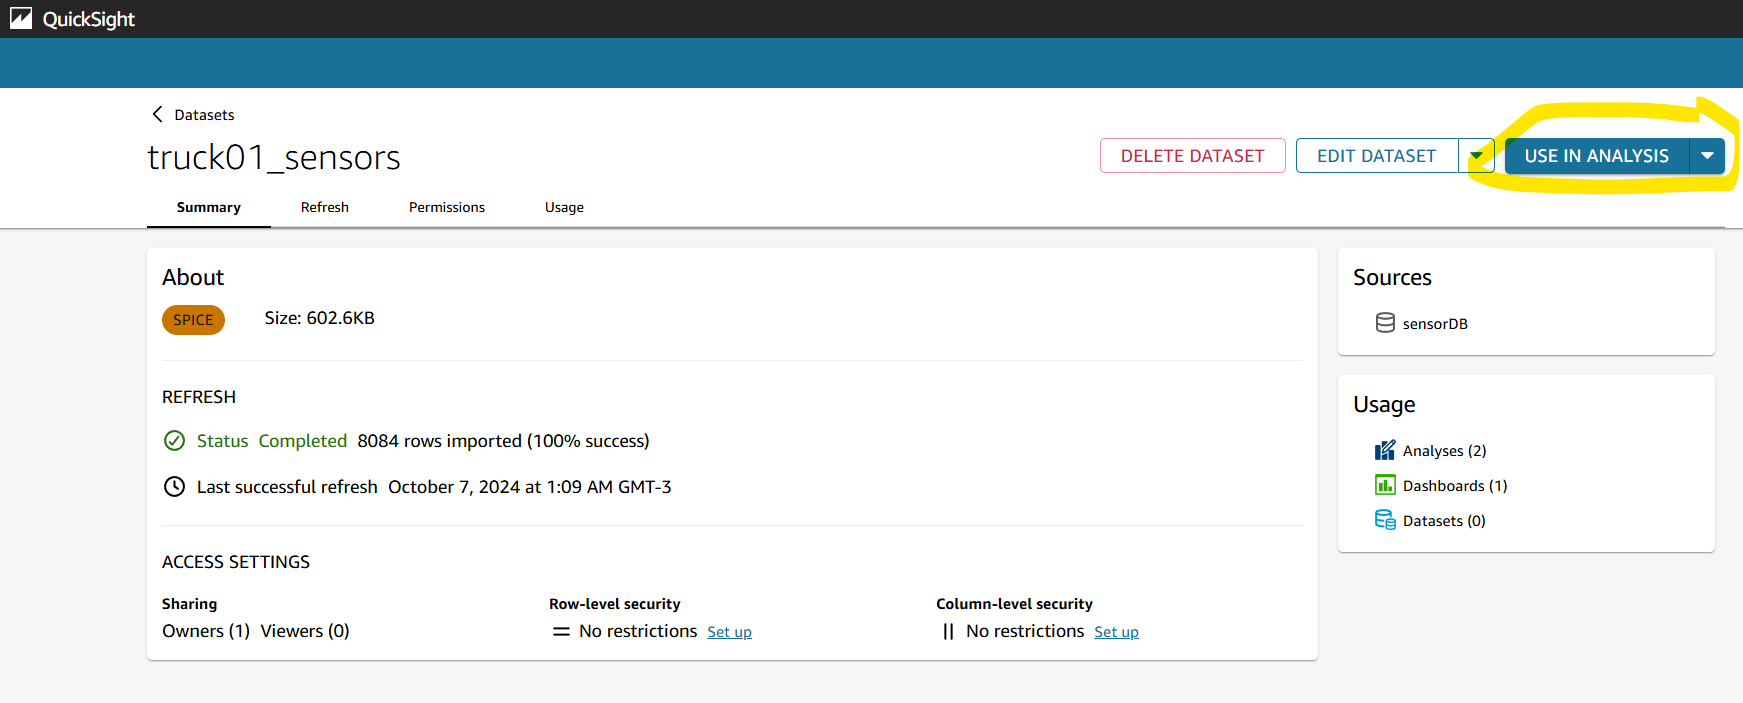 QuickSight
Datasets
truck01_sensors
DELETE DATASET
EDIT DATASET
USE IN ANALYSIS
Summary
Refresh
Permissions
Usage
About
SPICE
Size: 602.6KB
REFRESH
Status Completed 8084 rows imported (100% success)
Last successful refresh October 7, 2024 at 1:09 AM GMT-3
ACCESS SETTINGS
Sharing
Owners (1) Viewers (0)
Row-level security
No restrictions Set up
Column-level security
No restrictions Set up
Sources
sensorDB
Usage
Analyses (2)
Dashboards (1)
Datasets (0)